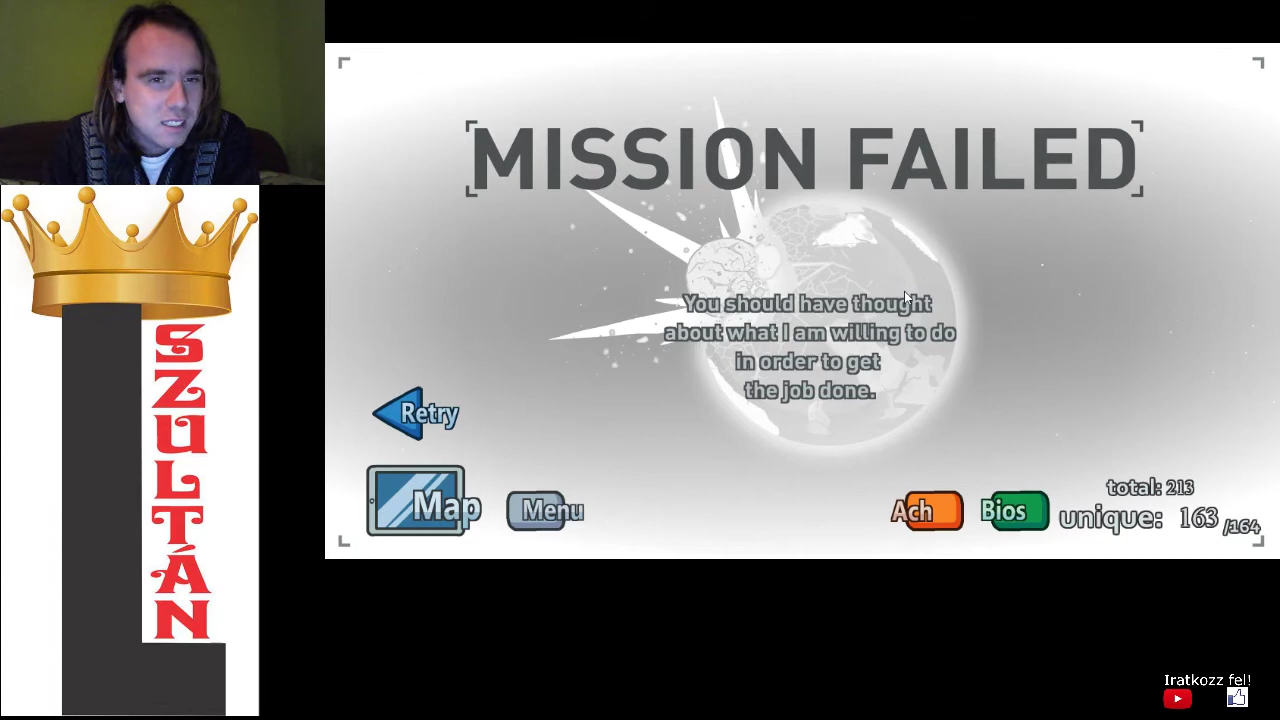 MISSION FAILED
You should have thought
about what I am willing to do
in order to get
the job done.
Retry
Map
Menu
Ach
Bios
total: 213
unique: 163 /164
L
SZULTÁN
Iratkozz fel!